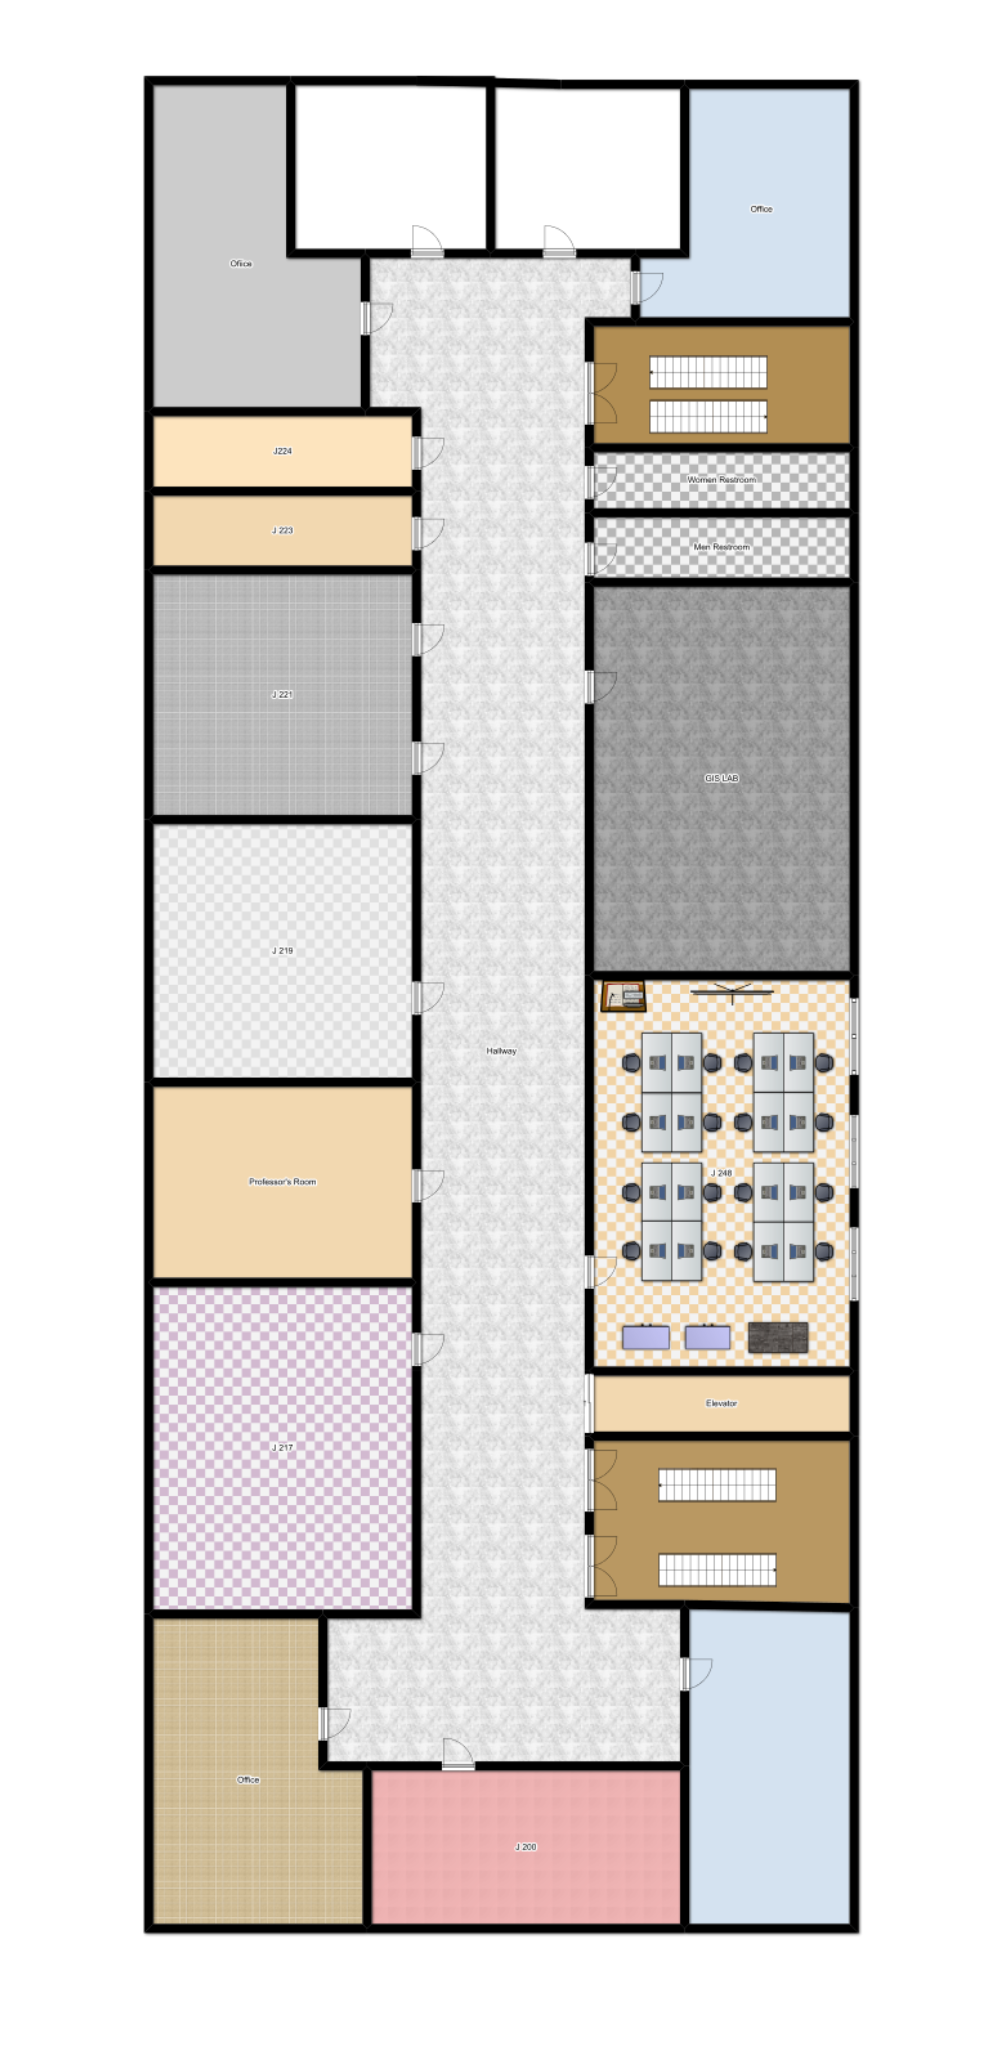 Office
Office
J224
Women Restroom
J 223
Men Restroom
J 221
GIS LAB
J 219
Hallway
J 248
Professor's Room
Elevator
J 217
Office
J 200